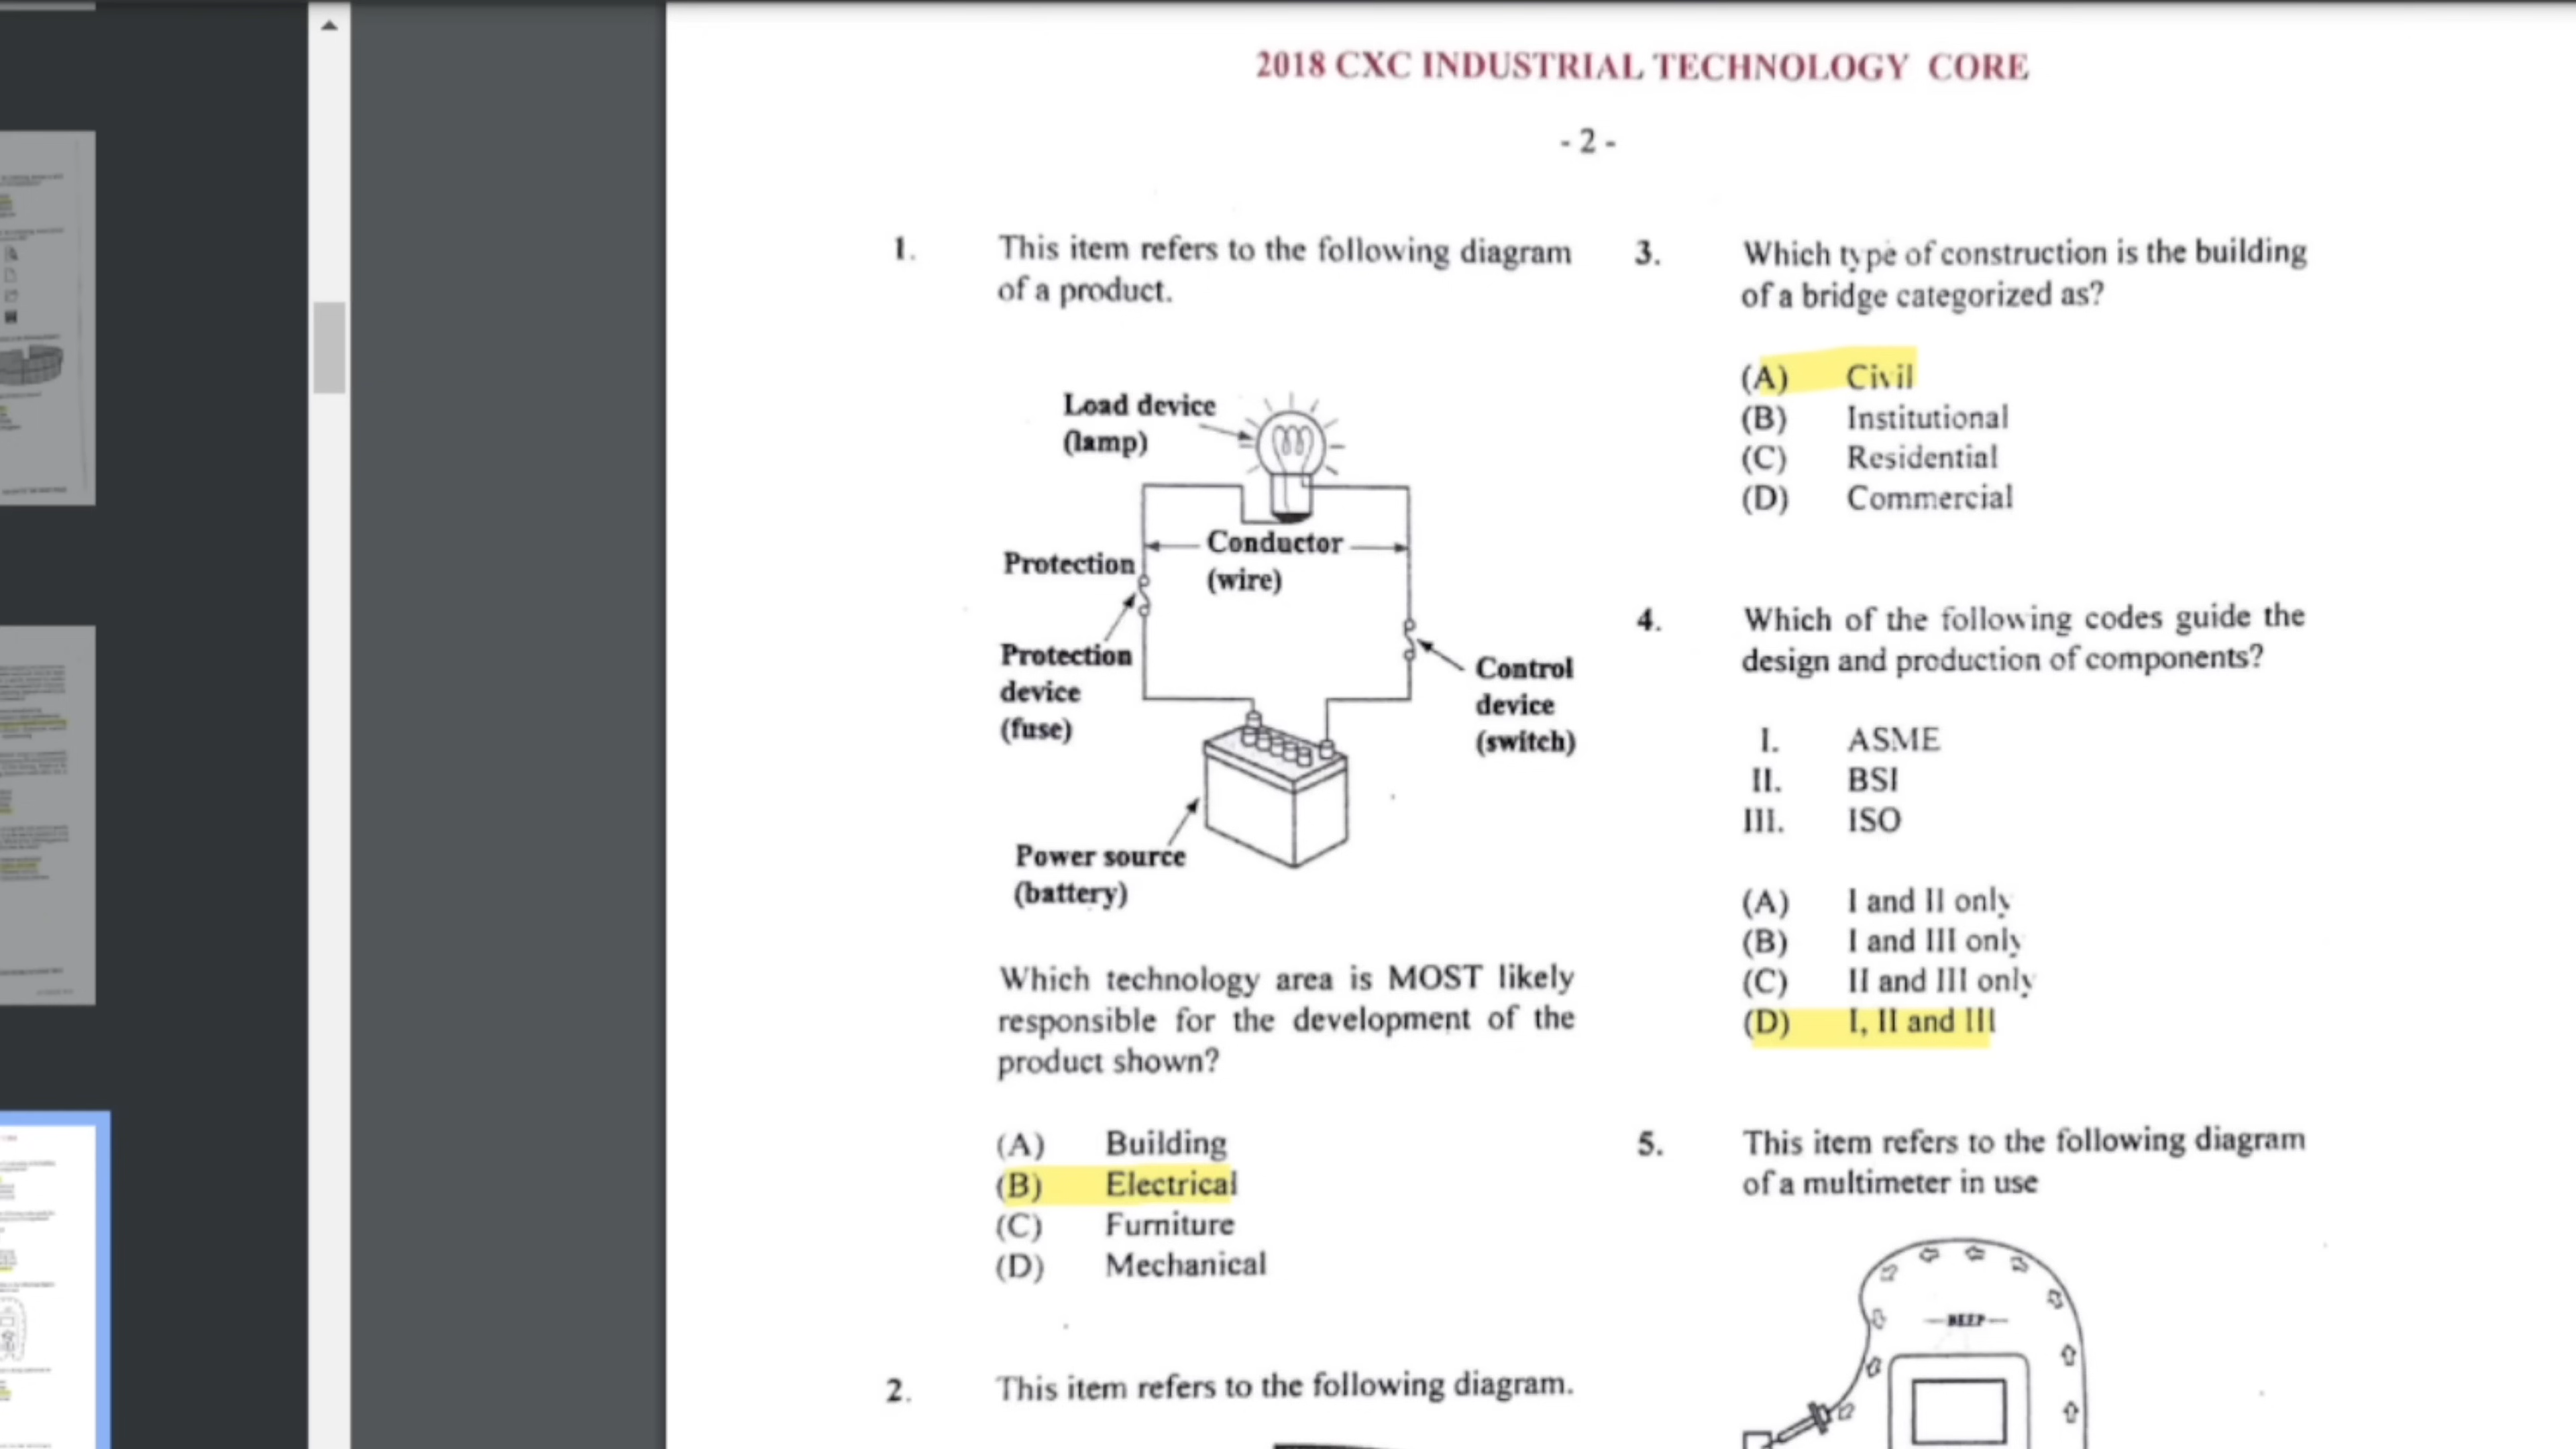 2018 CXC INDUSTRIAL TECHNOLOGY CORE
- 2 -
1. This item refers to the following diagram
of a product.
Load device
(lamp)
Conductor
(wire)
Protection
Protection
device
(fuse)
Control
device
(switch)
Power source
(battery)
Which technology area is MOST likely
responsible for the development of the
product shown?
(A) Building
(B) Electrical
(C) Furniture
(D) Mechanical
2. This item refers to the following diagram.
3. Which type of construction is the building
of a bridge categorized as?
(A) Civil
(B) Institutional
(C) Residential
(D) Commercial
4. Which of the following codes guide the
design and production of components?
I. ASME
II. BSI
III. ISO
(A) I and II only
(B) I and III only
(C) II and III only
(D) I, II and III
5. This item refers to the following diagram
of a multimeter in use
BEEP